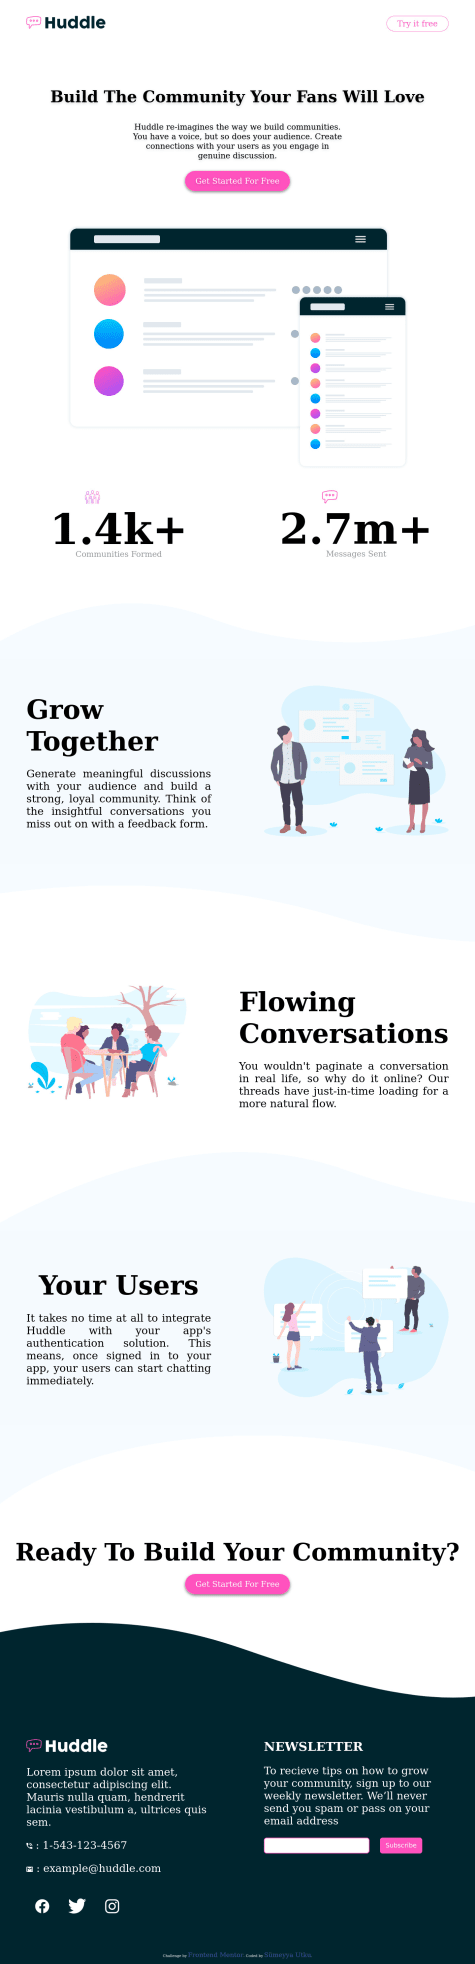 Huddle
Try it free
Build The Community Your Fans Will Love
Huddle re-imagines the way we build communities.
You have a voice, but so does your audience. Create
connections with your users as you engage in
genuine discussion.
Get Started For Free
1.4k+
Communities Formed
2.7m+
Messages Sent
Grow
Together
Generate meaningful discussions
with your audience and build a
strong, loyal community. Think of
the insightful conversations you
miss out on with a feedback form.
Flowing
Conversations
You wouldn't paginate a conversation
in real life, so why do it online? Our
threads have just-in-time loading for a
more natural flow.
Your Users
It takes no time at all to integrate
Huddle with your app's
authentication solution. This
means, once signed in to your
app, your users can start chatting
immediately.
Ready To Build Your Community?
Get Started For Free
Huddle
Lorem ipsum dolor sit amet,
consectetur adipiscing elit.
Mauris nulla quam, hendrerit
lacinia vestibulum a, ultrices quis
sem.
: 1-543-123-4567
: example@huddle.com
NEWSLETTER
To recieve tips on how to grow
your community, sign up to our
weekly newsletter. We'll never
send you spam or pass on your
email address
Subscribe
Challenge by Frontend Mentor. Coded by Sümeyya Utku.